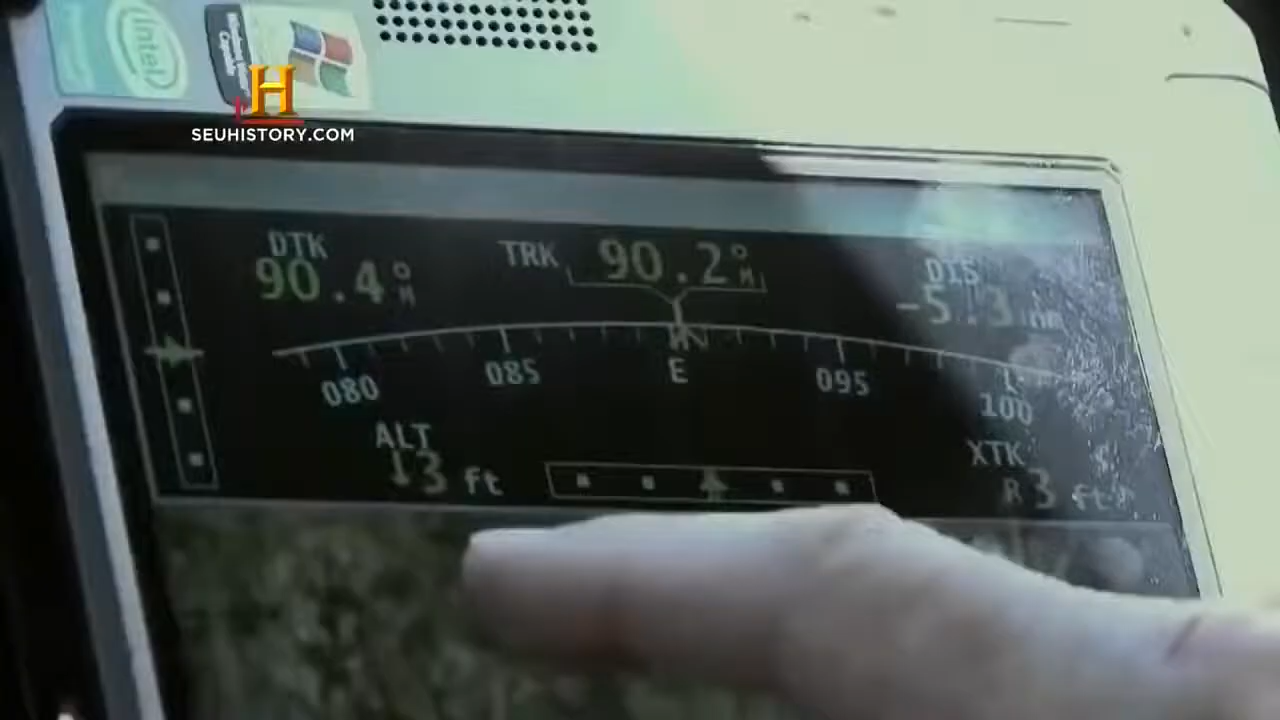 intel
H
SEUHISTORY.COM
DTK
90.4°M
TRK 90.2°M
DIS
-5.3 nm
080 085 E 095 100
ALT
13 ft
XTK
R 3 ft